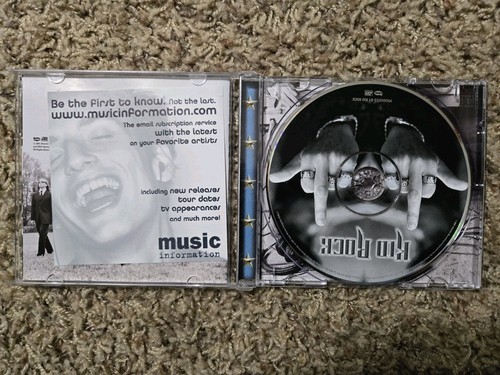 Be the first to know. Not the last.
www.musicinformation.com
The email subscription service
with the latest
on your favorite artists
including new releases
tour dates
tv appearances
and much more!
music
information
KID ROCK